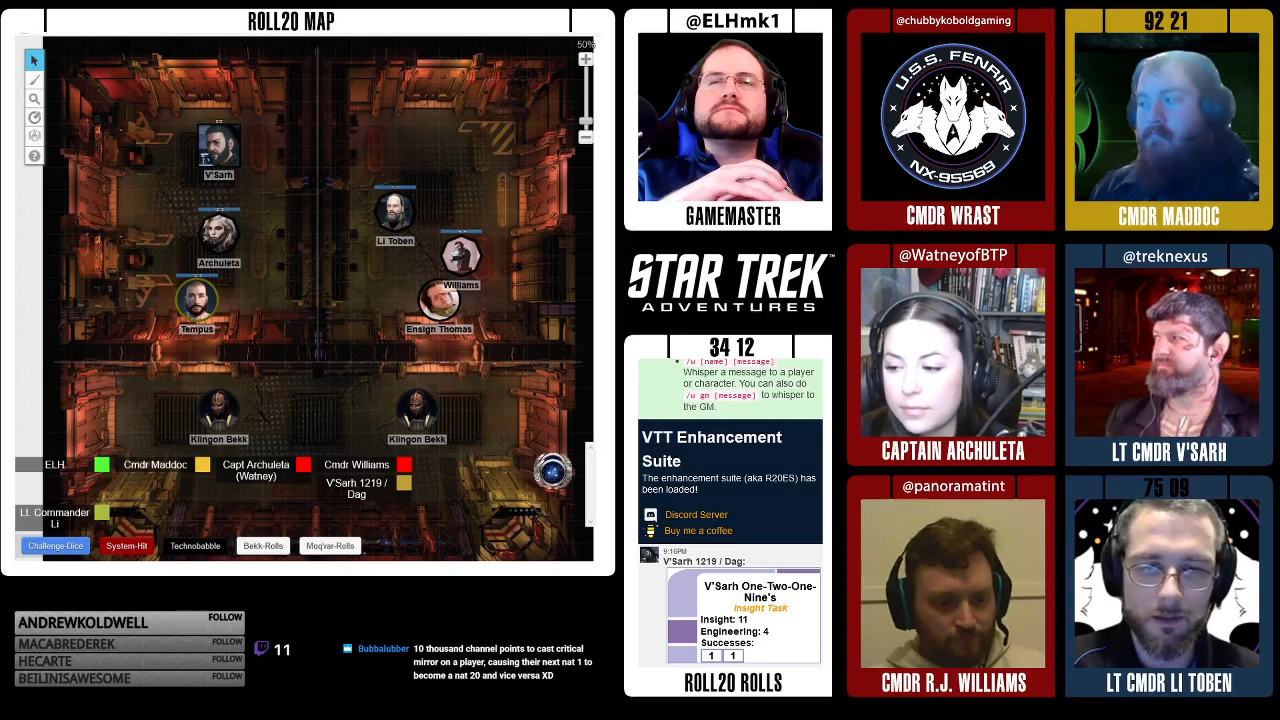 ROLL20 MAP
50%
V'Sarh
Li Toben
Archuleta
Williams
Tempus
Ensign Thomas
Klingon Bekk
Klingon Bekk
ELH
Cmdr Maddoc
Capt Archuleta
(Watney)
Cmdr Williams
V'Sarh 1219 /
Dag
Lt. Commander
Li
Challenge-Dice
System-Hit
Technobabble
Bekk-Rolls
Moq'var-Rolls
ANDREWKOLDWELL FOLLOW
MACABREDEREK FOLLOW
HECARTE FOLLOW
BEILINISAWESOME FOLLOW
11
Bubbalubber 10 thousand channel points to cast critical
mirror on a player, causing their next nat 1 to
become a nat 20 and vice versa XD
@ELHmk1
GAMEMASTER
STAR TREK™
ADVENTURES
34 12
/w [name] [message]
Whisper a message to a player
or character. You can also do
/w gm [message] to whisper to
the GM.
VTT Enhancement
Suite
The enhancement suite (aka R20ES) has
been loaded!
Discord Server
Buy me a coffee
9:16PM
V'Sarh 1219 / Dag:
V'Sarh One-Two-One-
Nine's
Insight Task
Insight: 11
Engineering: 4
Successes:
1 1
ROLL20 ROLLS
@chubbykoboldgaming
U.S.S. FENRIR
NX-95569
CMDR WRAST
92 21
CMDR MADDOC
@WatneyofBTP
CAPTAIN ARCHULETA
@treknexus
LT CMDR V'SARH
@panoramatint
CMDR R.J. WILLIAMS
75 09
LT CMDR LI TOBEN